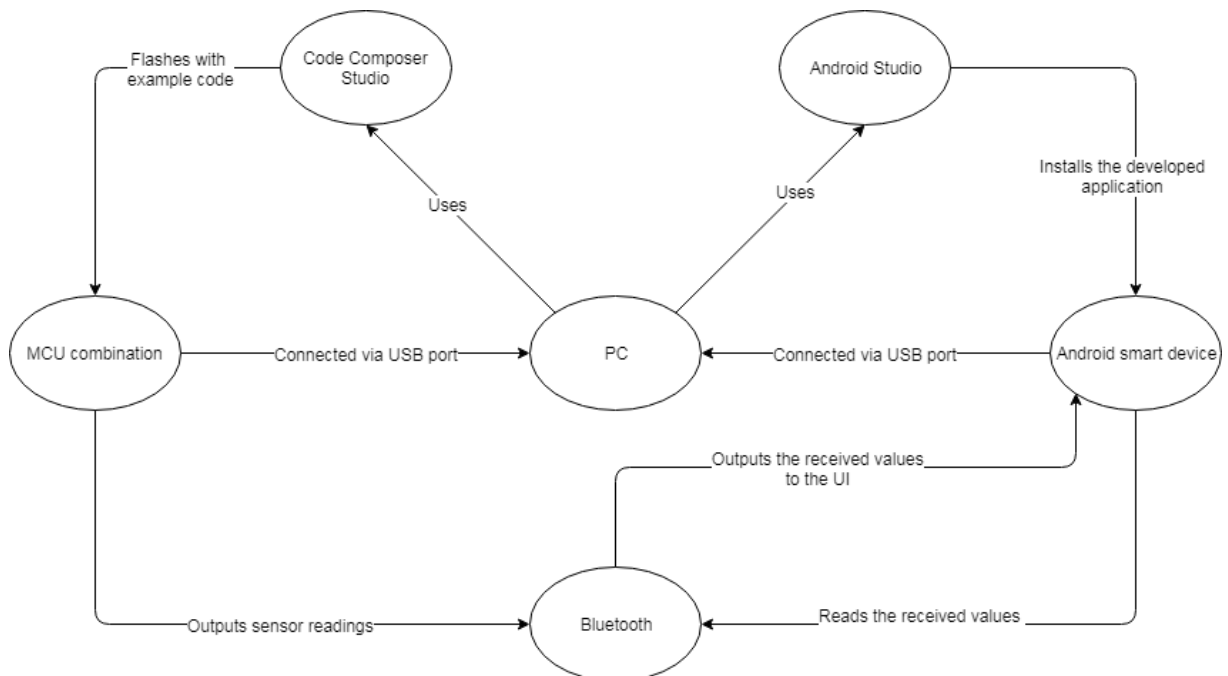 Flashes with
example code
Code Composer
Studio
Android Studio
Installs the developed
application
Uses
Uses
MCU combination
Connected via USB port
PC
Connected via USB port
Android smart device
Outputs the received values
to the UI
Outputs sensor readings
Bluetooth
Reads the received values